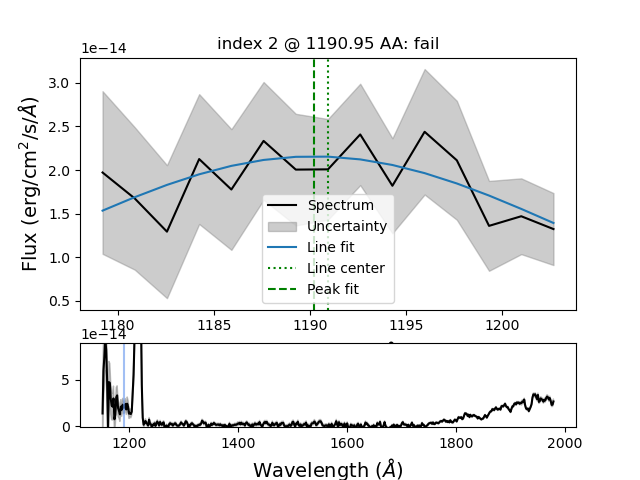 index 2 @ 1190.95 AA: fail
1e−14
3.0
2.5
2.0
1.5
1.0
0.5
Flux (erg/cm²/s/Å)
Spectrum
Uncertainty
Line fit
Line center
Peak fit
1180 1185 1190 1195 1200
1e−14
5
0
1200 1400 1600 1800 2000
Wavelength (Å)